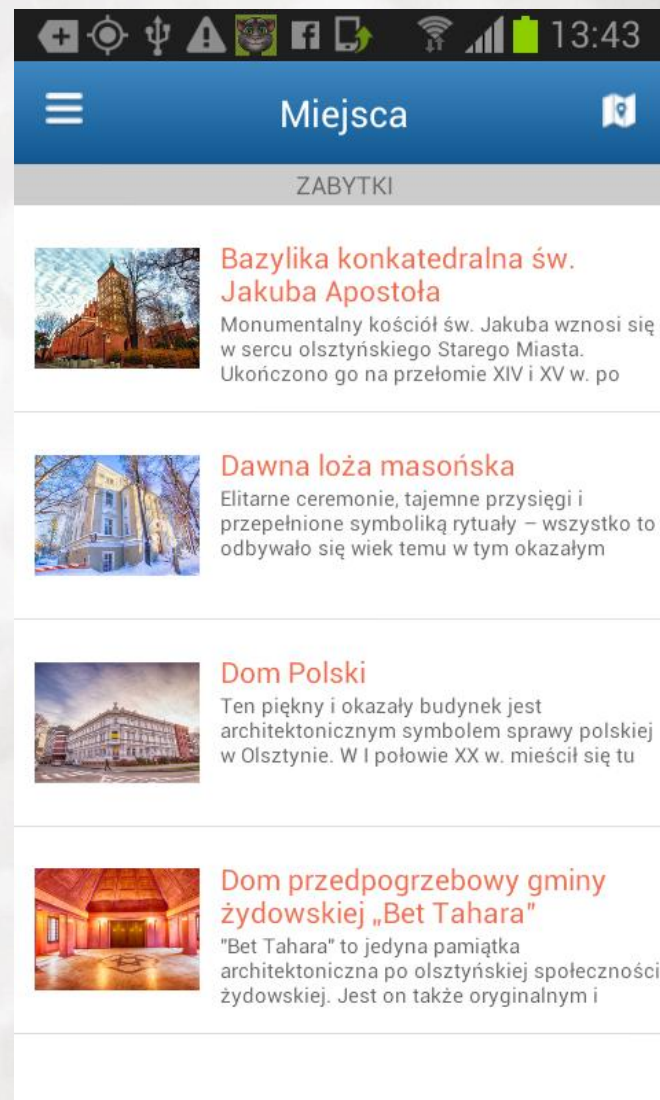 13:43
Miejsca
ZABYTKI
Bazylika konkatedralna św.
Jakuba Apostoła
Monumentalny kościół św. Jakuba wznosi się
w sercu olsztyńskiego Starego Miasta.
Ukończono go na przełomie XIV i XV w. po
Dawna loża masońska
Elitarne ceremonie, tajemne przysięgi i
przepełnione symboliką rytuały – wszystko to
odbywało się wiek temu w tym okazałym
Dom Polski
Ten piękny i okazały budynek jest
architektonicznym symbolem sprawy polskiej
w Olsztynie. W I połowie XX w. mieścił się tu
Dom przedpogrzebowy gminy
żydowskiej „Bet Tahara"
"Bet Tahara" to jedyna pamiątka
architektoniczna po olsztyńskiej społeczności
żydowskiej. Jest on także oryginalnym i